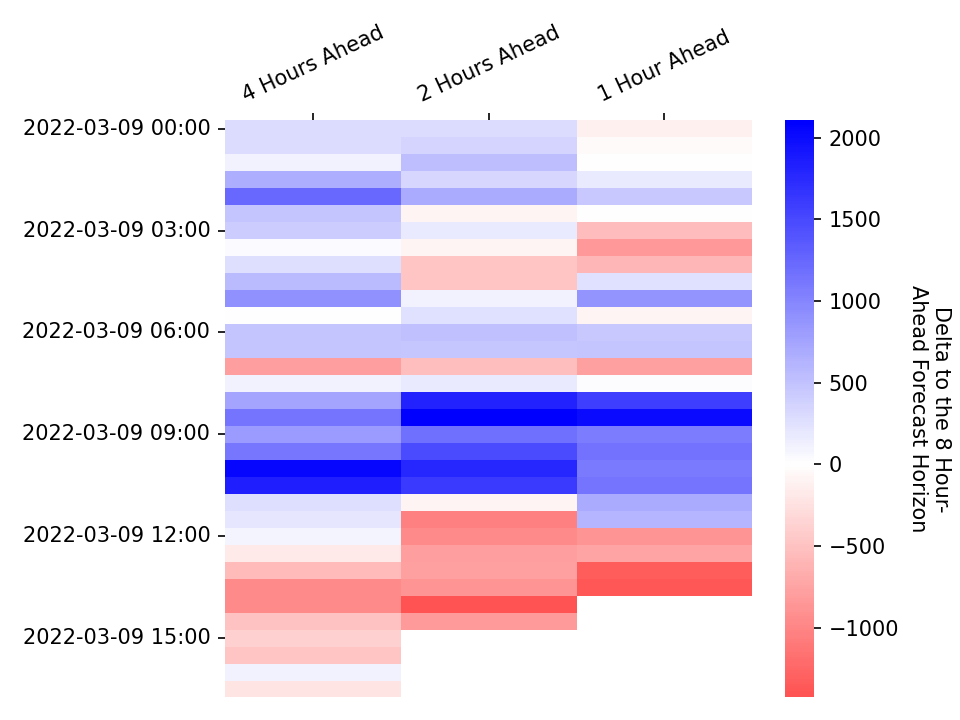 4 Hours Ahead
2 Hours Ahead
1 Hour Ahead
2022-03-09 00:00
2022-03-09 03:00
2022-03-09 06:00
2022-03-09 09:00
2022-03-09 12:00
2022-03-09 15:00
2000
1500
1000
500
0
−500
−1000
Delta to the 8 Hour-
Ahead Forecast Horizon